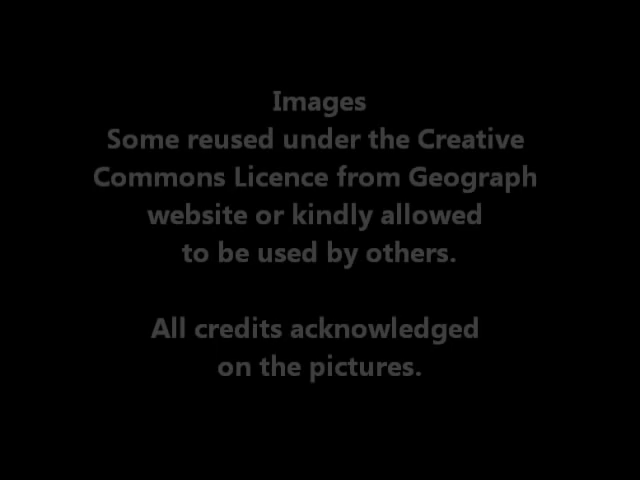 Images
Some reused under the Creative
Commons Licence from Geograph
website or kindly allowed
to be used by others.
All credits acknowledged
on the pictures.